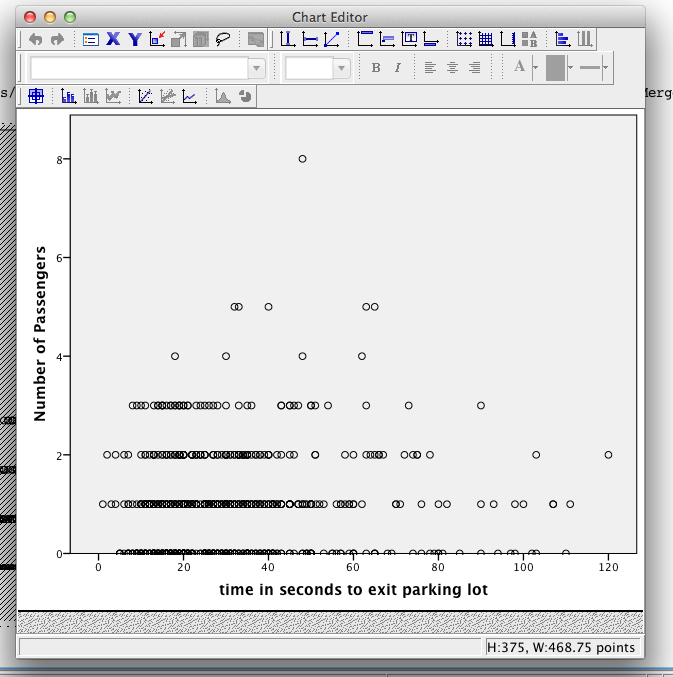 Chart Editor
X Y
B I A
s/
Merg
8
6
4
2
0
Number of Passengers
0 20 40 60 80 100 120
time in seconds to exit parking lot
H:375, W:468.75 points